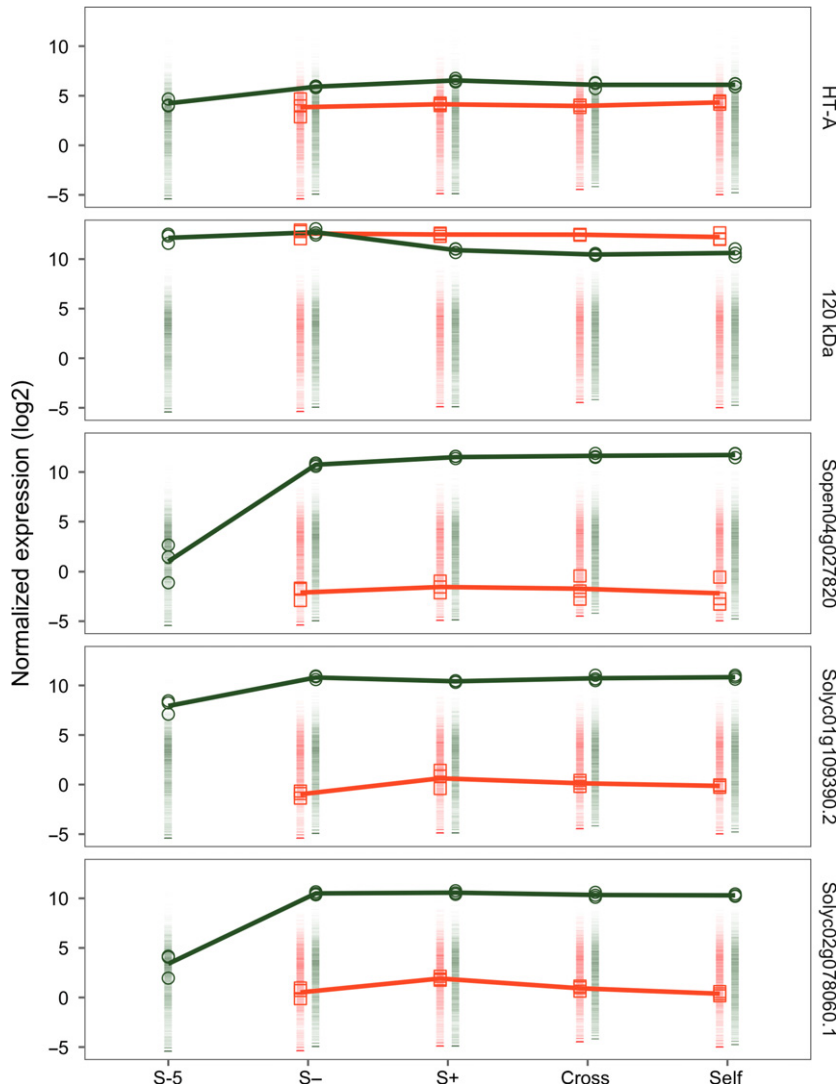 Normalized expression (log2)
10
5
0
−5
HT-A
10
5
0
−5
120 kDa
10
5
0
−5
Sopen04g027820
10
5
0
−5
Solyc01g109390.2
10
5
0
−5
Solyc02g078060.1
S-5
S−
S+
Cross
Self